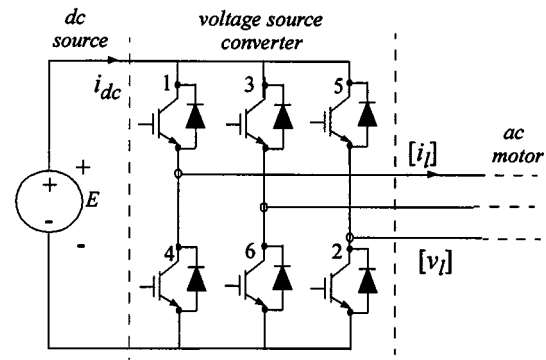 dc source
voltage source converter
i_dc
1
3
5
[i_l]
ac motor
+
+
E
-
-
4
6
2
[v_l]